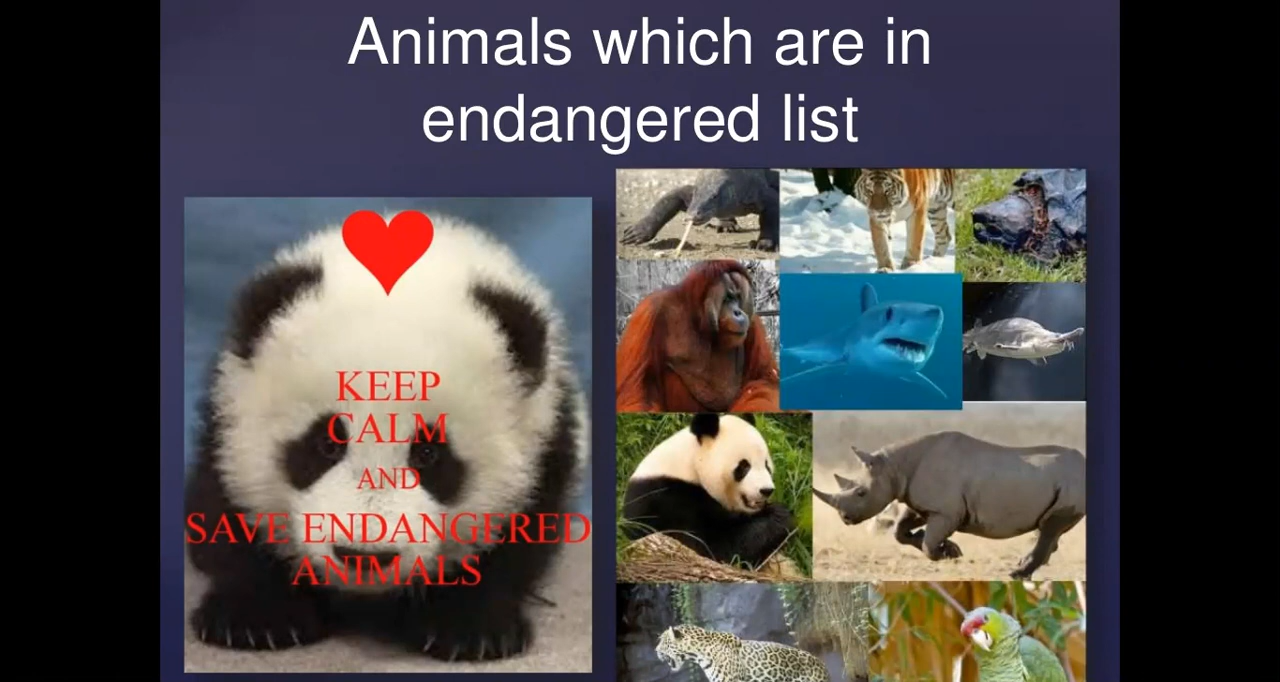 Animals which are in
endangered list
KEEP
CALM
AND
SAVE ENDANGERED
ANIMALS